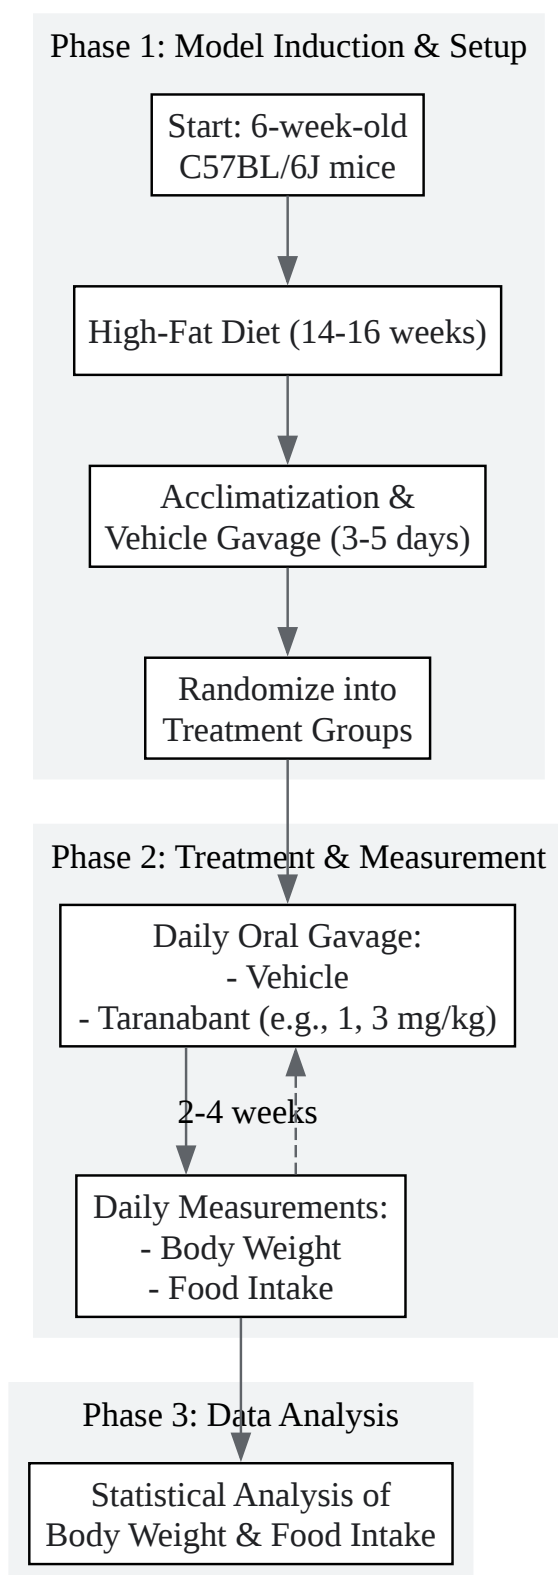 Phase 1: Model Induction & Setup
Start: 6-week-old
C57BL/6J mice
High-Fat Diet (14-16 weeks)
Acclimatization &
Vehicle Gavage (3-5 days)
Randomize into
Treatment Groups
Phase 2: Treatment & Measurement
Daily Oral Gavage:
- Vehicle
- Taranabant (e.g., 1, 3 mg/kg)
2-4 weeks
Daily Measurements:
- Body Weight
- Food Intake
Phase 3: Data Analysis
Statistical Analysis of
Body Weight & Food Intake